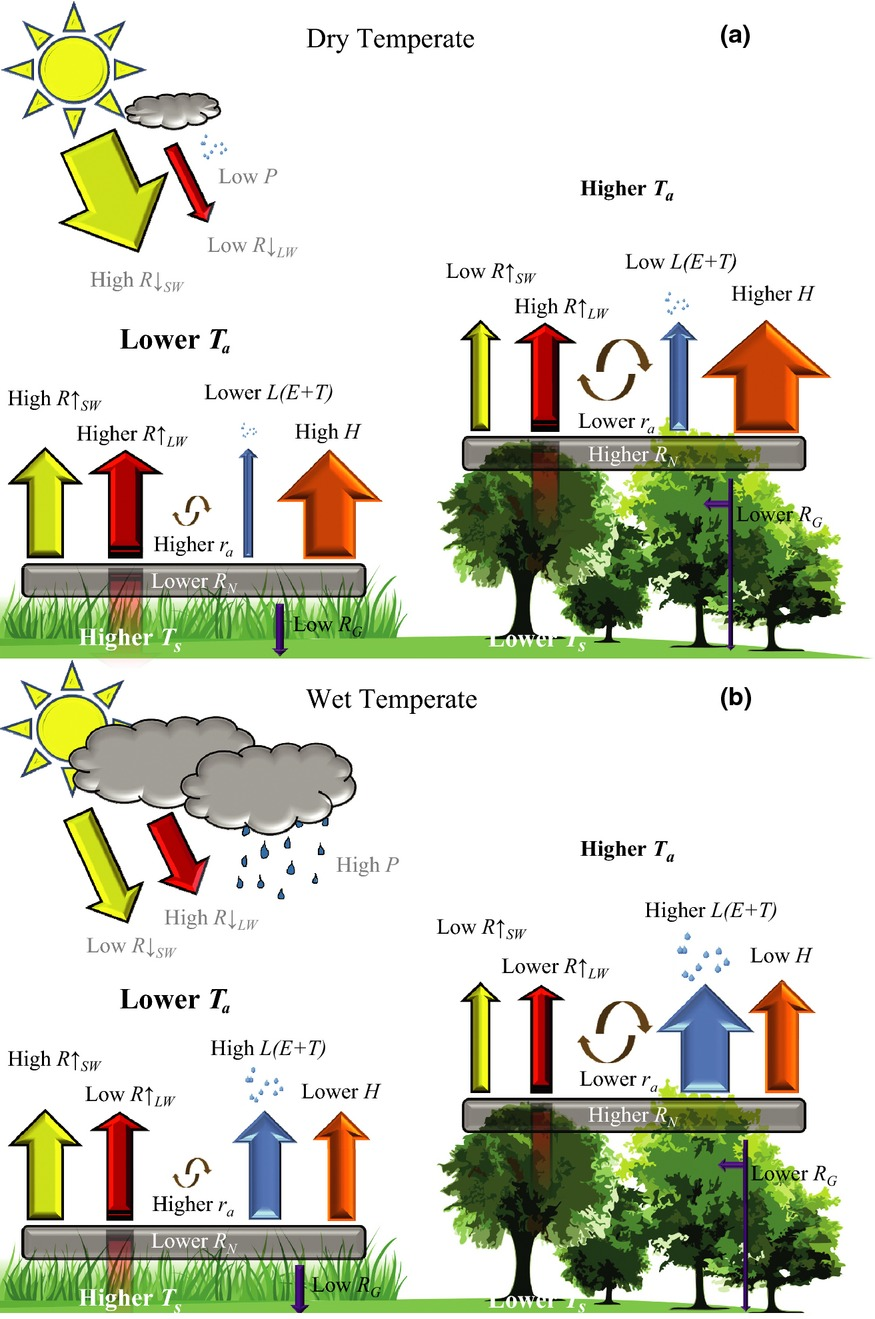 Dry Temperate
(a)
Low P
Low R↓LW
High R↓SW
Higher Ta
Lower Ta
Low R↑SW
High R↑LW
Low L(E+T)
Higher H
Lower ra
Higher RN
Lower RG
Lower Ts
High R↑SW
Higher R↑LW
Lower L(E+T)
High H
Higher ra
Lower RN
Higher Ts
Low RG
Wet Temperate
(b)
High P
High R↓LW
Low R↓SW
Higher Ta
Lower Ta
Low R↑SW
Lower R↑LW
Higher L(E+T)
Low H
Lower ra
Higher RN
Lower RG
Lower Ts
High R↑SW
Low R↑LW
High L(E+T)
Lower H
Higher ra
Lower RN
Higher Ts
Low RG